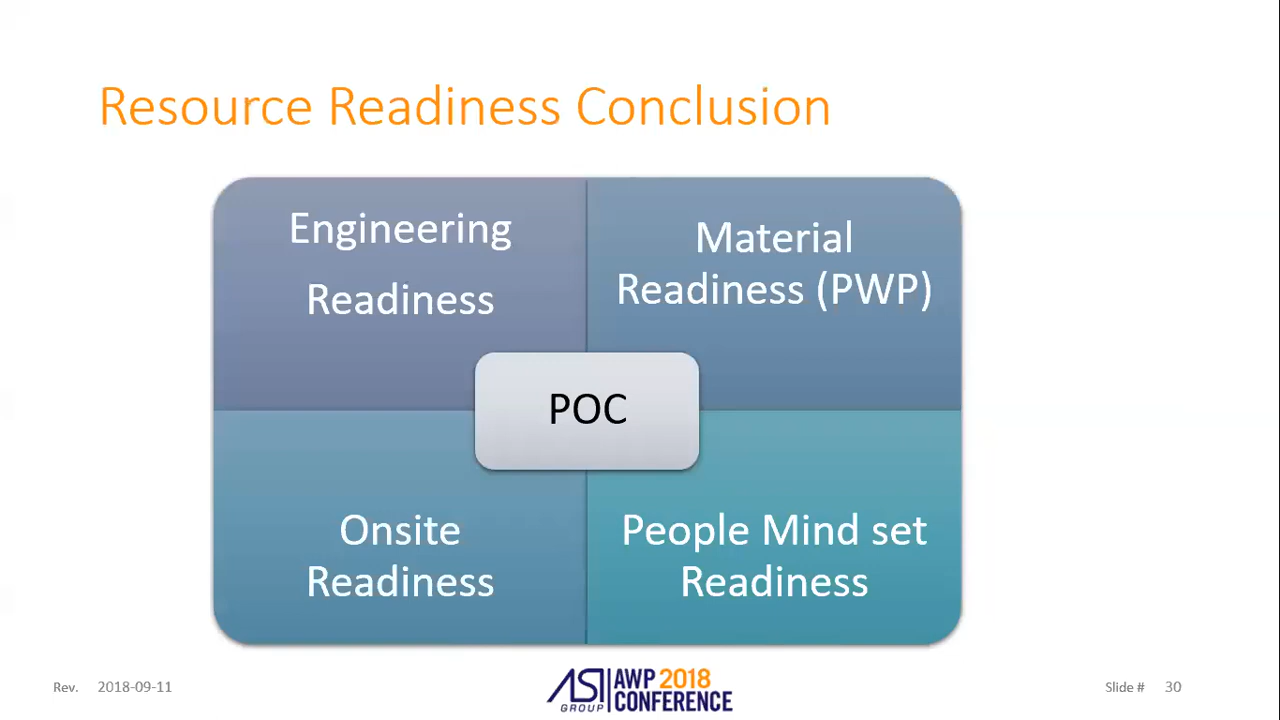 Resource Readiness Conclusion
Engineering
Readiness
Material
Readiness (PWP)
POC
Onsite
Readiness
People Mind set
Readiness
Rev. 2018-09-11
ASI
GROUP
AWP 2018
CONFERENCE
Slide # 30